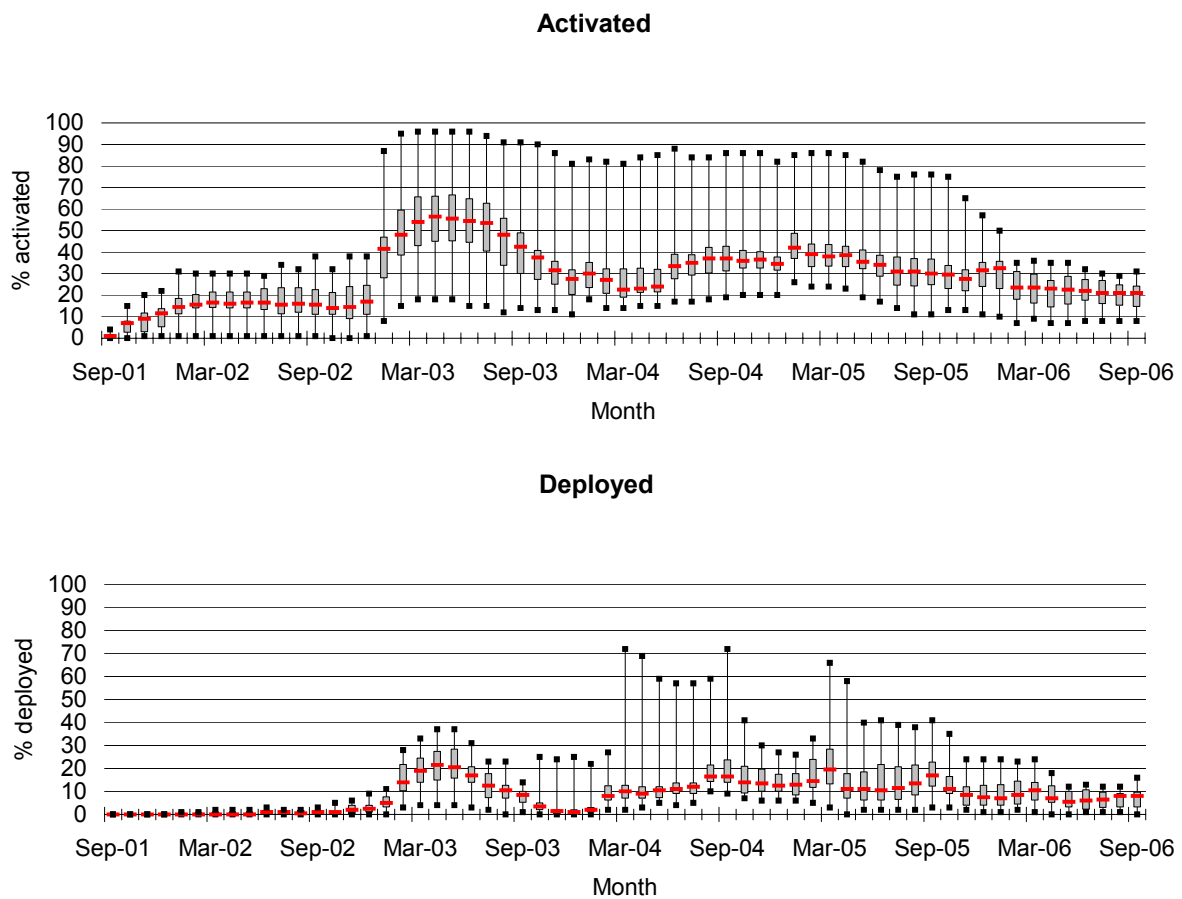 Activated
100
90
80
70
60
50
40
30
20
10
0
% activated
Sep-01 Mar-02 Sep-02 Mar-03 Sep-03 Mar-04 Sep-04 Mar-05 Sep-05 Mar-06 Sep-06
Month
Deployed
100
90
80
70
60
50
40
30
20
10
0
% deployed
Sep-01 Mar-02 Sep-02 Mar-03 Sep-03 Mar-04 Sep-04 Mar-05 Sep-05 Mar-06 Sep-06
Month